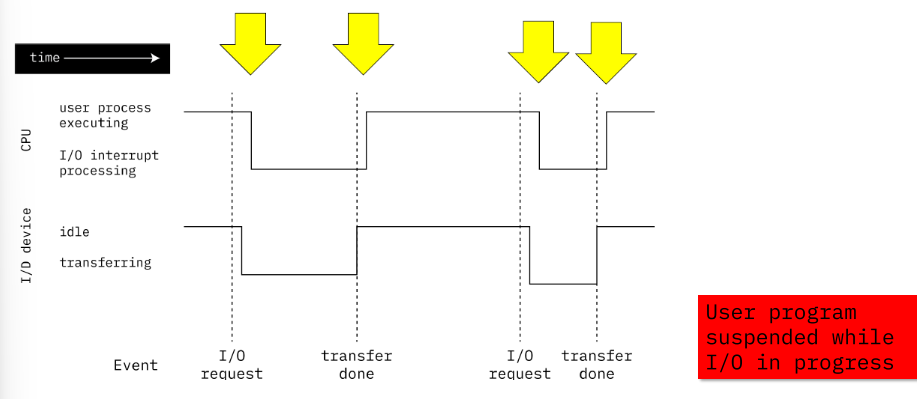 time
CPU
user process
executing
I/O interrupt
processing
I/D device
idle
transferring
Event
I/O
request
transfer
done
I/O
request
transfer
done
User program
suspended while
I/O in progress